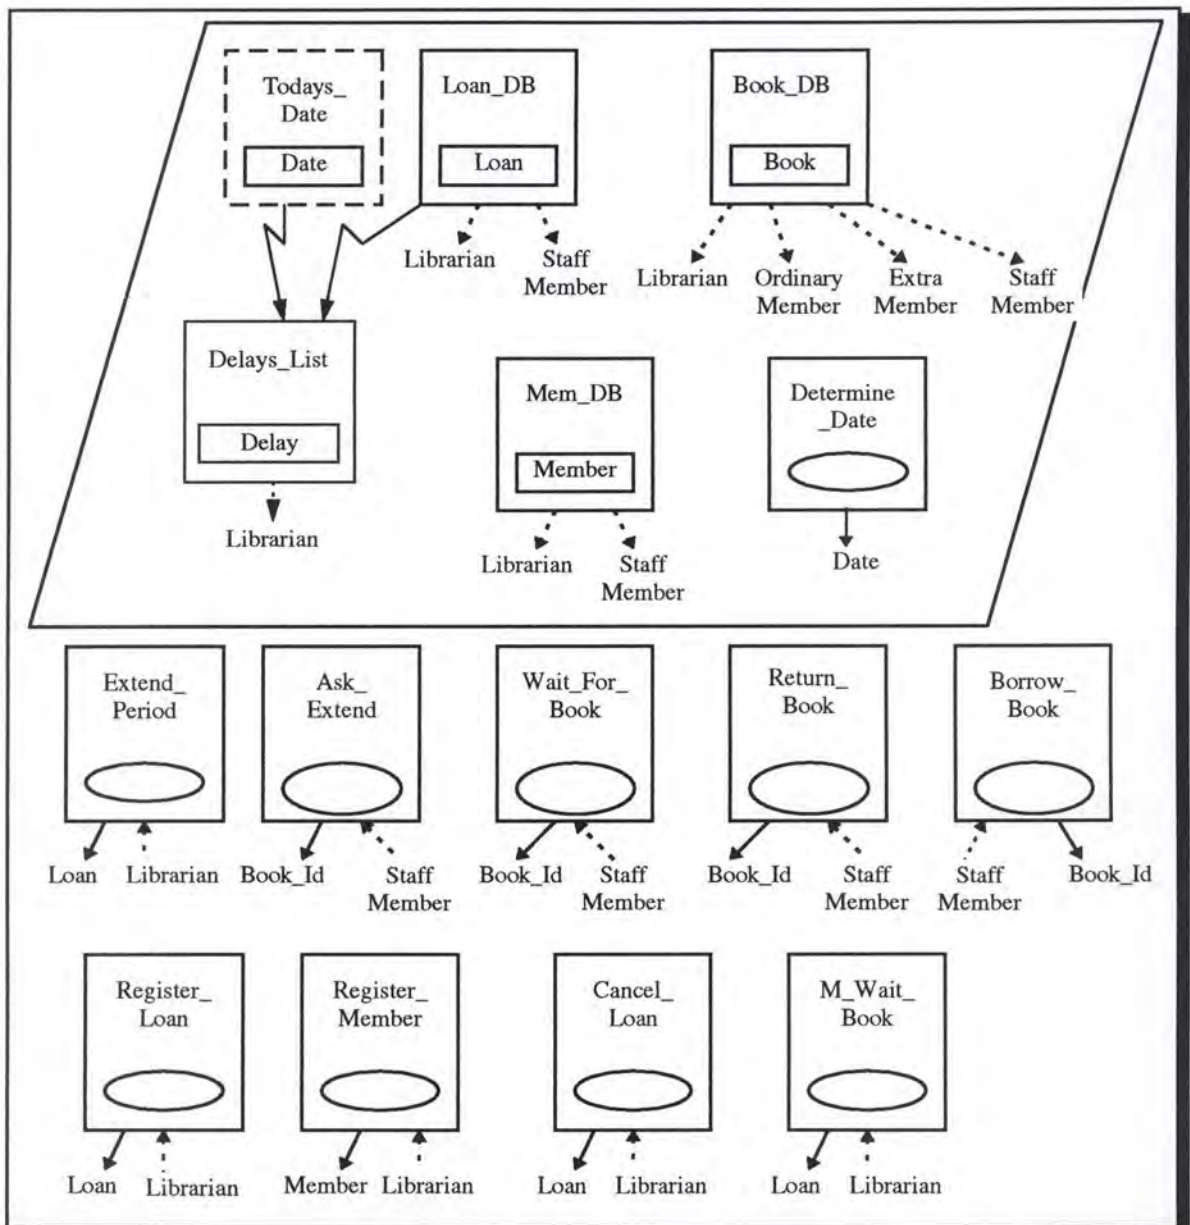 Todays_
Date
Date
Loan_DB
Loan
Librarian
Staff
Member
Book_DB
Book
Librarian
Ordinary
Member
Extra
Member
Staff
Member
Delays_List
Delay
Librarian
Mem_DB
Member
Librarian
Staff
Member
Determine
_Date
Date
Extend_
Period
Loan
Librarian
Ask_
Extend
Book_Id
Staff
Member
Wait_For_
Book
Book_Id
Staff
Member
Return_
Book
Book_Id
Staff
Member
Borrow_
Book
Staff
Member
Book_Id
Register_
Loan
Loan
Librarian
Register_
Member
Member
Librarian
Cancel_
Loan
Loan
Librarian
M_Wait_
Book
Loan
Librarian